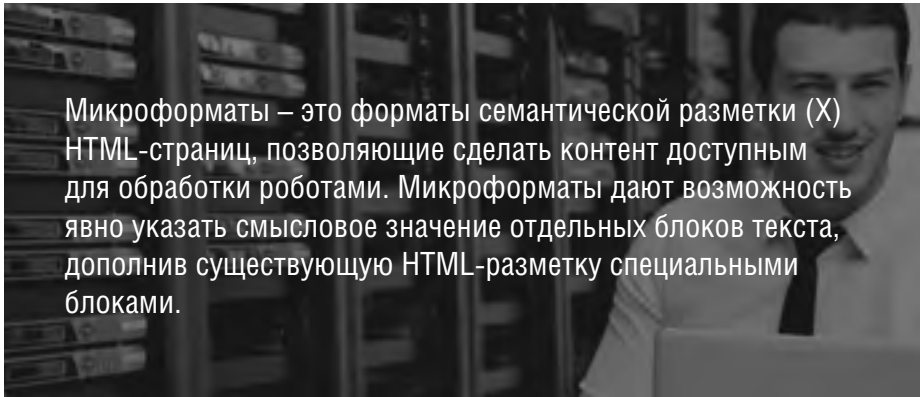 Микроформаты – это форматы семантической разметки (X)
HTML-страниц, позволяющие сделать контент доступным
для обработки роботами. Микроформаты дают возможность
явно указать смысловое значение отдельных блоков текста,
дополнив существующую HTML-разметку специальными
блоками.